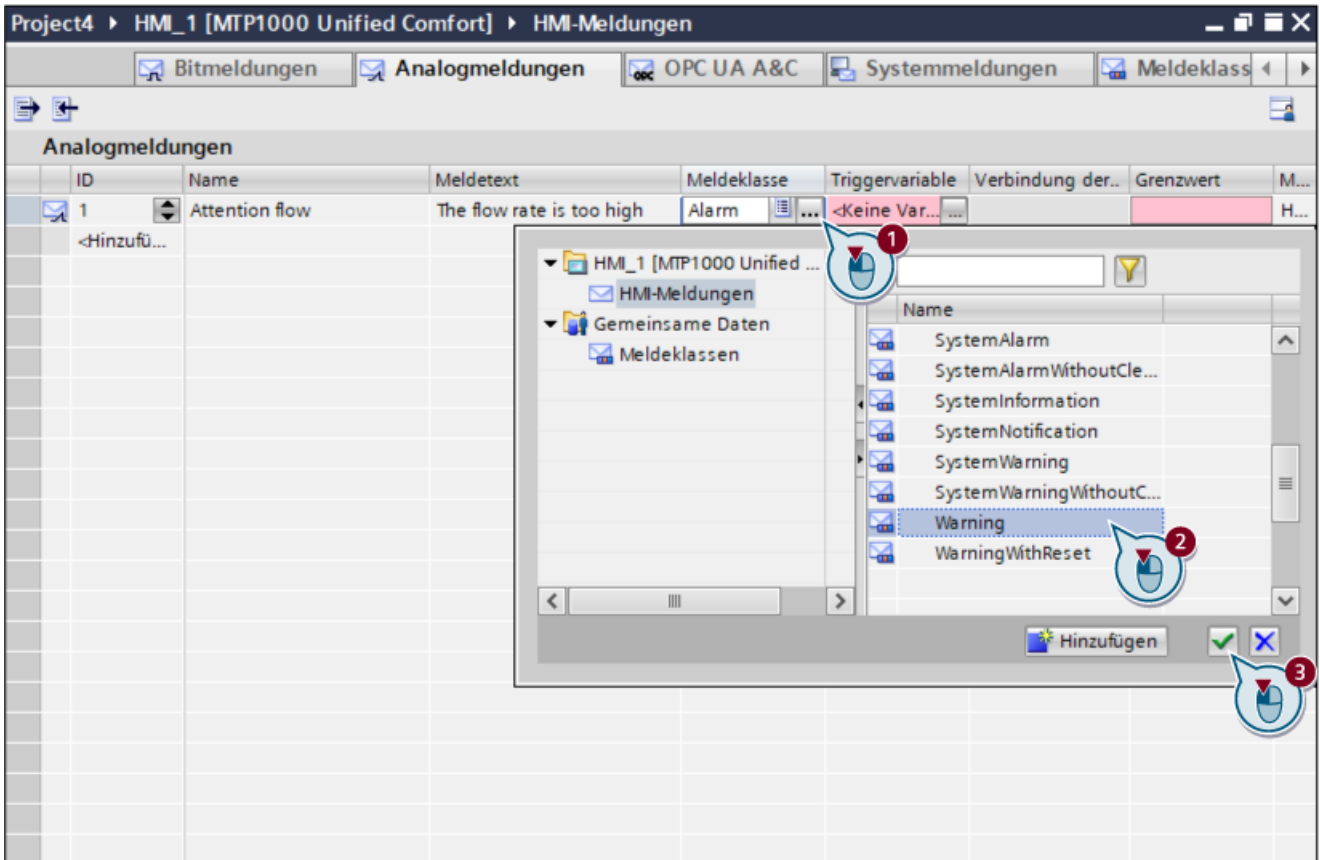 Project4 ▸ HMI_1 [MTP1000 Unified Comfort] ▸ HMI-Meldungen
Bitmeldungen Analogmeldungen OPC UA A&C Systemmeldungen Meldeklass
Analogmeldungen
ID Name Meldetext Meldeklasse Triggervariable Verbindung der.. Grenzwert M...
1 Attention flow The flow rate is too high Alarm ... <Keine Var... ... H...
<Hinzufü...
1
HMI_1 [MTP1000 Unified ...
HMI-Meldungen
Gemeinsame Daten
Meldeklassen
Name
SystemAlarm
SystemAlarmWithoutCle...
SystemInformation
SystemNotification
SystemWarning
SystemWarningWithoutC...
Warning
2
WarningWithReset
Hinzufügen
3